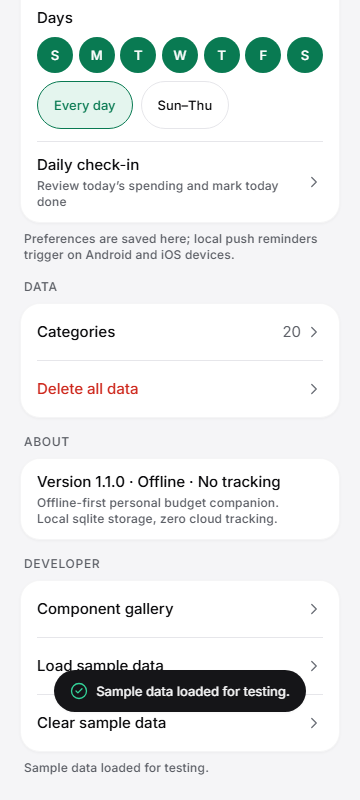 Days
S M T W T F S
Every day Sun–Thu
Daily check-in
Review today’s spending and mark today
done
Preferences are saved here; local push reminders
trigger on Android and iOS devices.
DATA
Categories 20
Delete all data
ABOUT
Version 1.1.0 · Offline · No tracking
Offline-first personal budget companion.
Local sqlite storage, zero cloud tracking.
DEVELOPER
Component gallery
Load sample data
Sample data loaded for testing.
Clear sample data
Sample data loaded for testing.